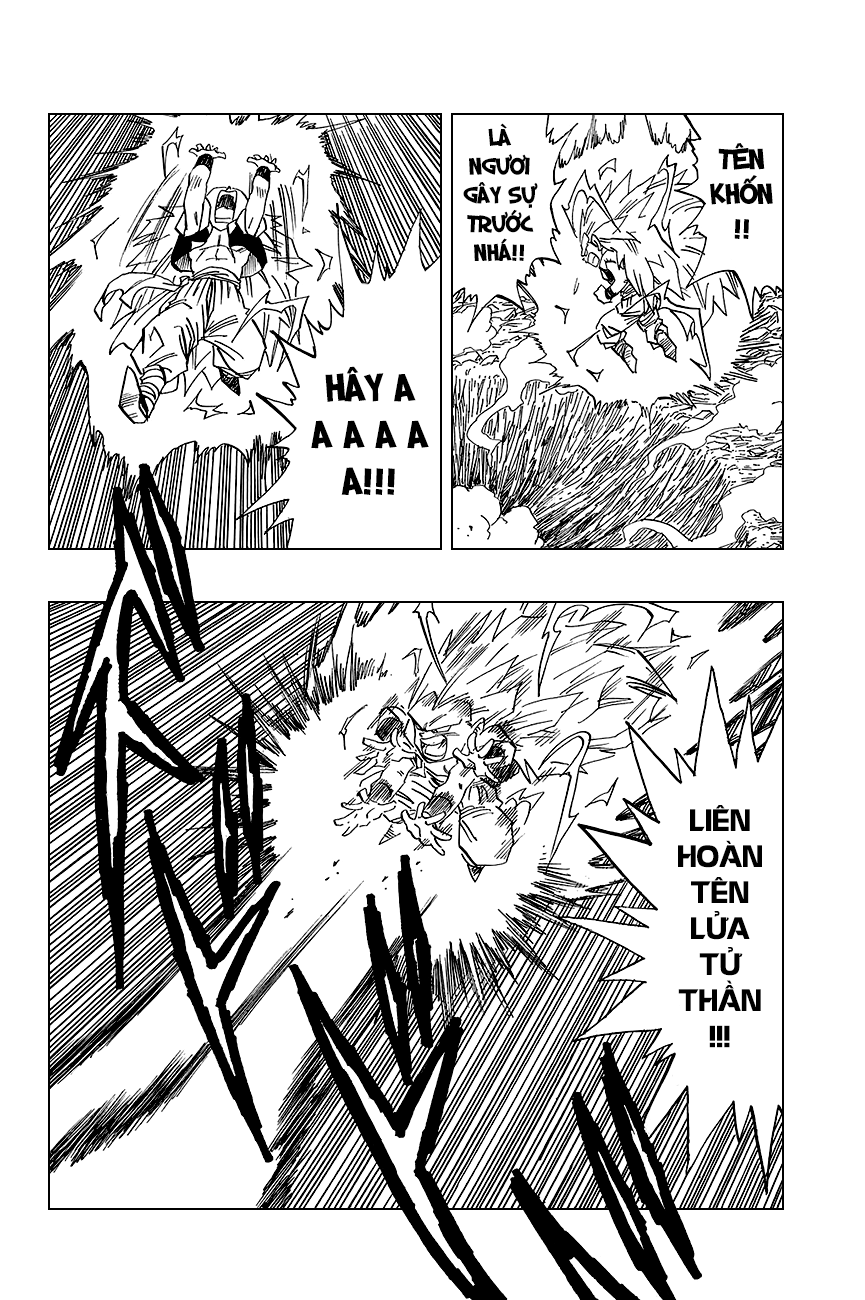 TÊN
KHỐN
!!
LÀ
NGƯƠI
GÂY SỰ
TRƯỚC
NHÁ!!
HÂY A
A A A A
A!!!
LIÊN
HOÀN
TÊN
LỬA
TỬ
THẦN
!!!